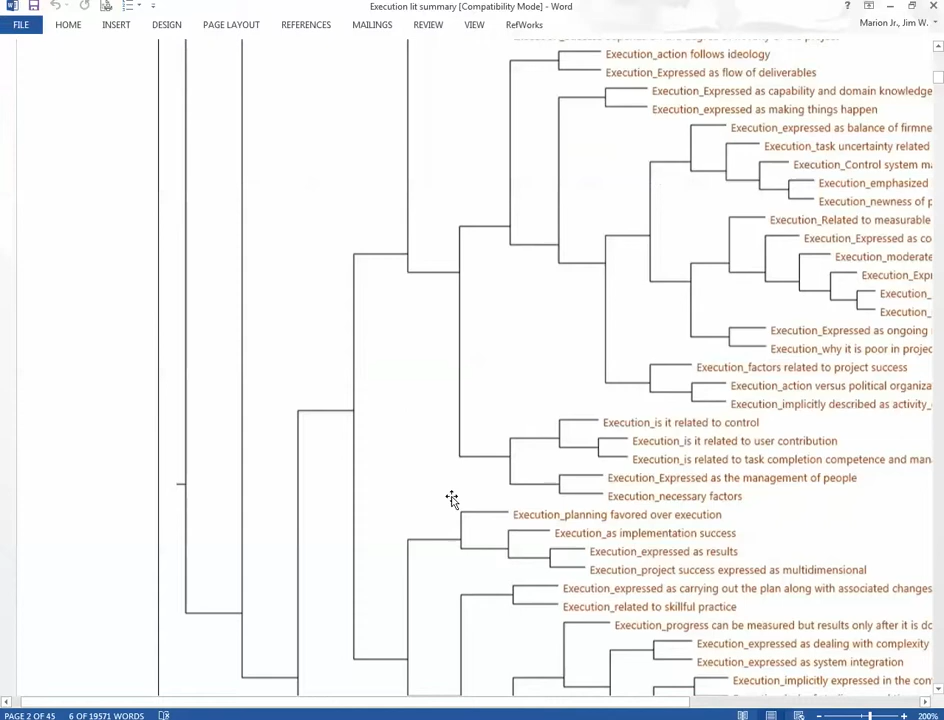 Execution lit summary [Compatibility Mode] - Word
Marion Jr., Jim W.
FILE HOME INSERT DESIGN PAGE LAYOUT REFERENCES MAILINGS REVIEW VIEW RefWorks
Execution_action follows ideology
Execution_Expressed as flow of deliverables
Execution_Expressed as capability and domain knowledge
Execution_expressed as making things happen
Execution_expressed as balance of firmne
Execution_task uncertainty related
Execution_Control system ma
Execution_emphasized
Execution_newness of p
Execution_Related to measurable
Execution_Expressed as co
Execution_moderate
Execution_Expr
Execution_
Execution_
Execution_Expressed as ongoing
Execution_why it is poor in projec
Execution_factors related to project success
Execution_action versus political organiza
Execution_implicitly described as activity_
Execution_is it related to control
Execution_is it related to user contribution
Execution_is related to task completion competence and man
Execution_Expressed as the management of people
Execution_necessary factors
Execution_planning favored over execution
Execution_as implementation success
Execution_expressed as results
Execution_project success expressed as multidimensional
Execution_expressed as carrying out the plan along with associated changes
Execution_related to skillful practice
Execution_progress can be measured but results only after it is do
Execution_expressed as dealing with complexity
Execution_expressed as system integration
Execution_implicitly expressed in the con
PAGE 2 OF 45 6 OF 19571 WORDS 200%